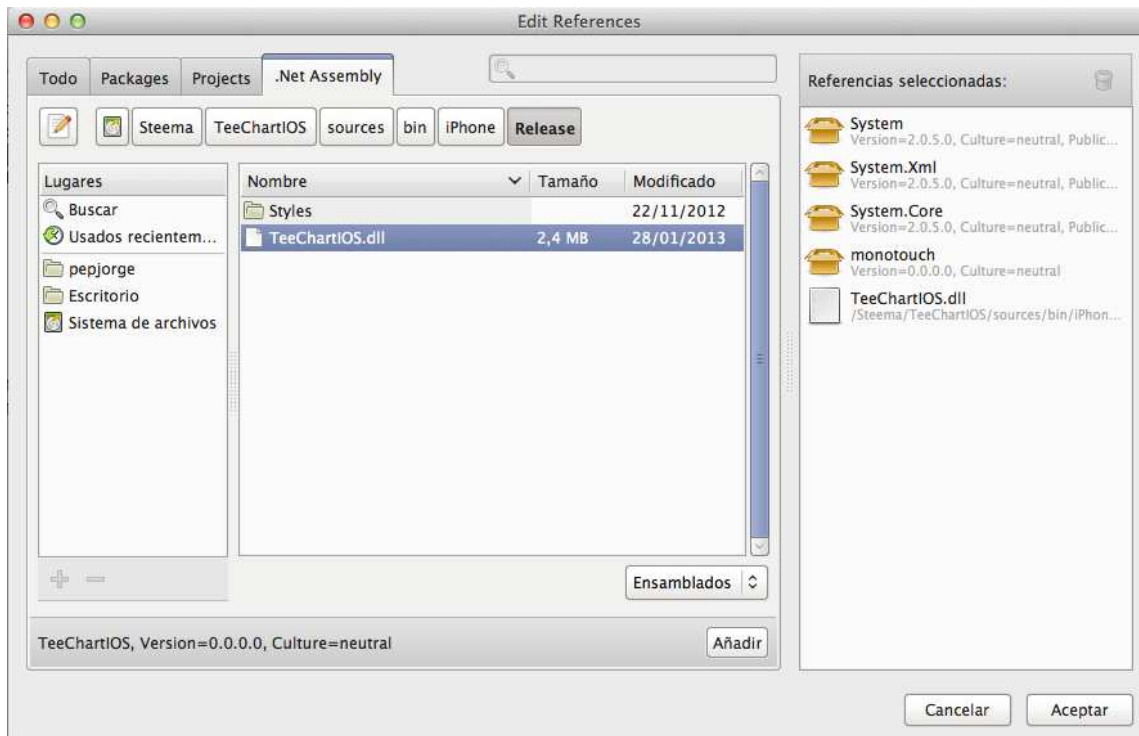 Edit References
Todo Packages Projects .Net Assembly
Steema TeeChartIOS sources bin iPhone Release
Lugares
Buscar
Usados recientem...
pepjorge
Escritorio
Sistema de archivos
Nombre Tamaño Modificado
Styles 22/11/2012
TeeChartIOS.dll 2,4 MB 28/01/2013
Ensamblados
TeeChartIOS, Version=0.0.0.0, Culture=neutral
Añadir
Referencias seleccionadas:
System
Version=2.0.5.0, Culture=neutral, Public...
System.Xml
Version=2.0.5.0, Culture=neutral, Public...
System.Core
Version=2.0.5.0, Culture=neutral, Public...
monotouch
Version=0.0.0.0, Culture=neutral
TeeChartIOS.dll
/Steema/TeeChartIOS/sources/bin/iPhon...
Cancelar Aceptar